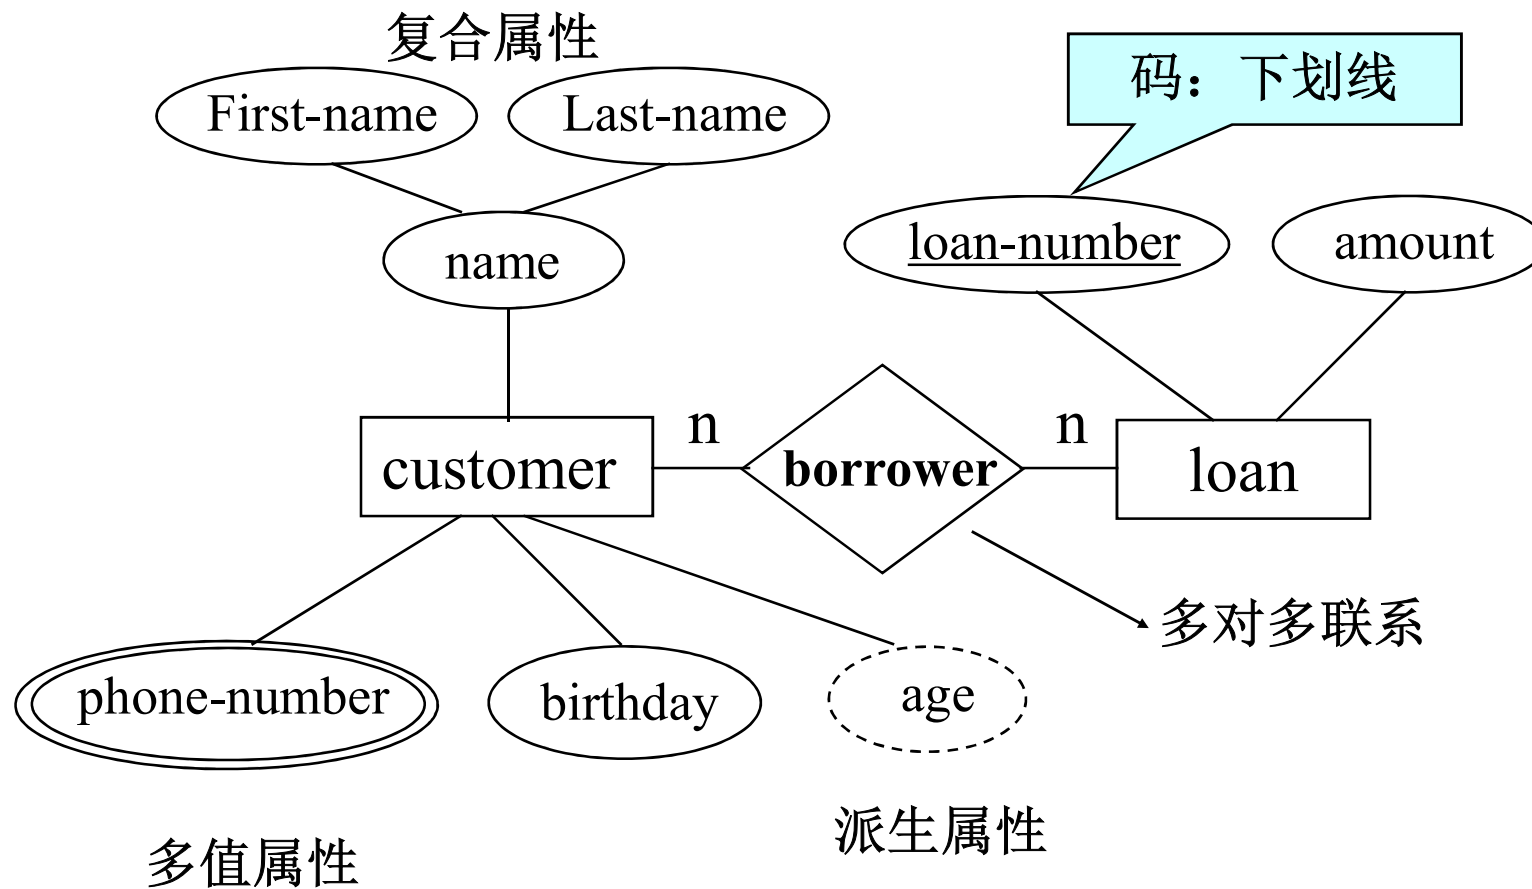 复合属性
码：下划线
First-name
Last-name
loan-number
amount
name
customer
n
borrower
n
loan
多对多联系
phone-number
birthday
age
多值属性
派生属性